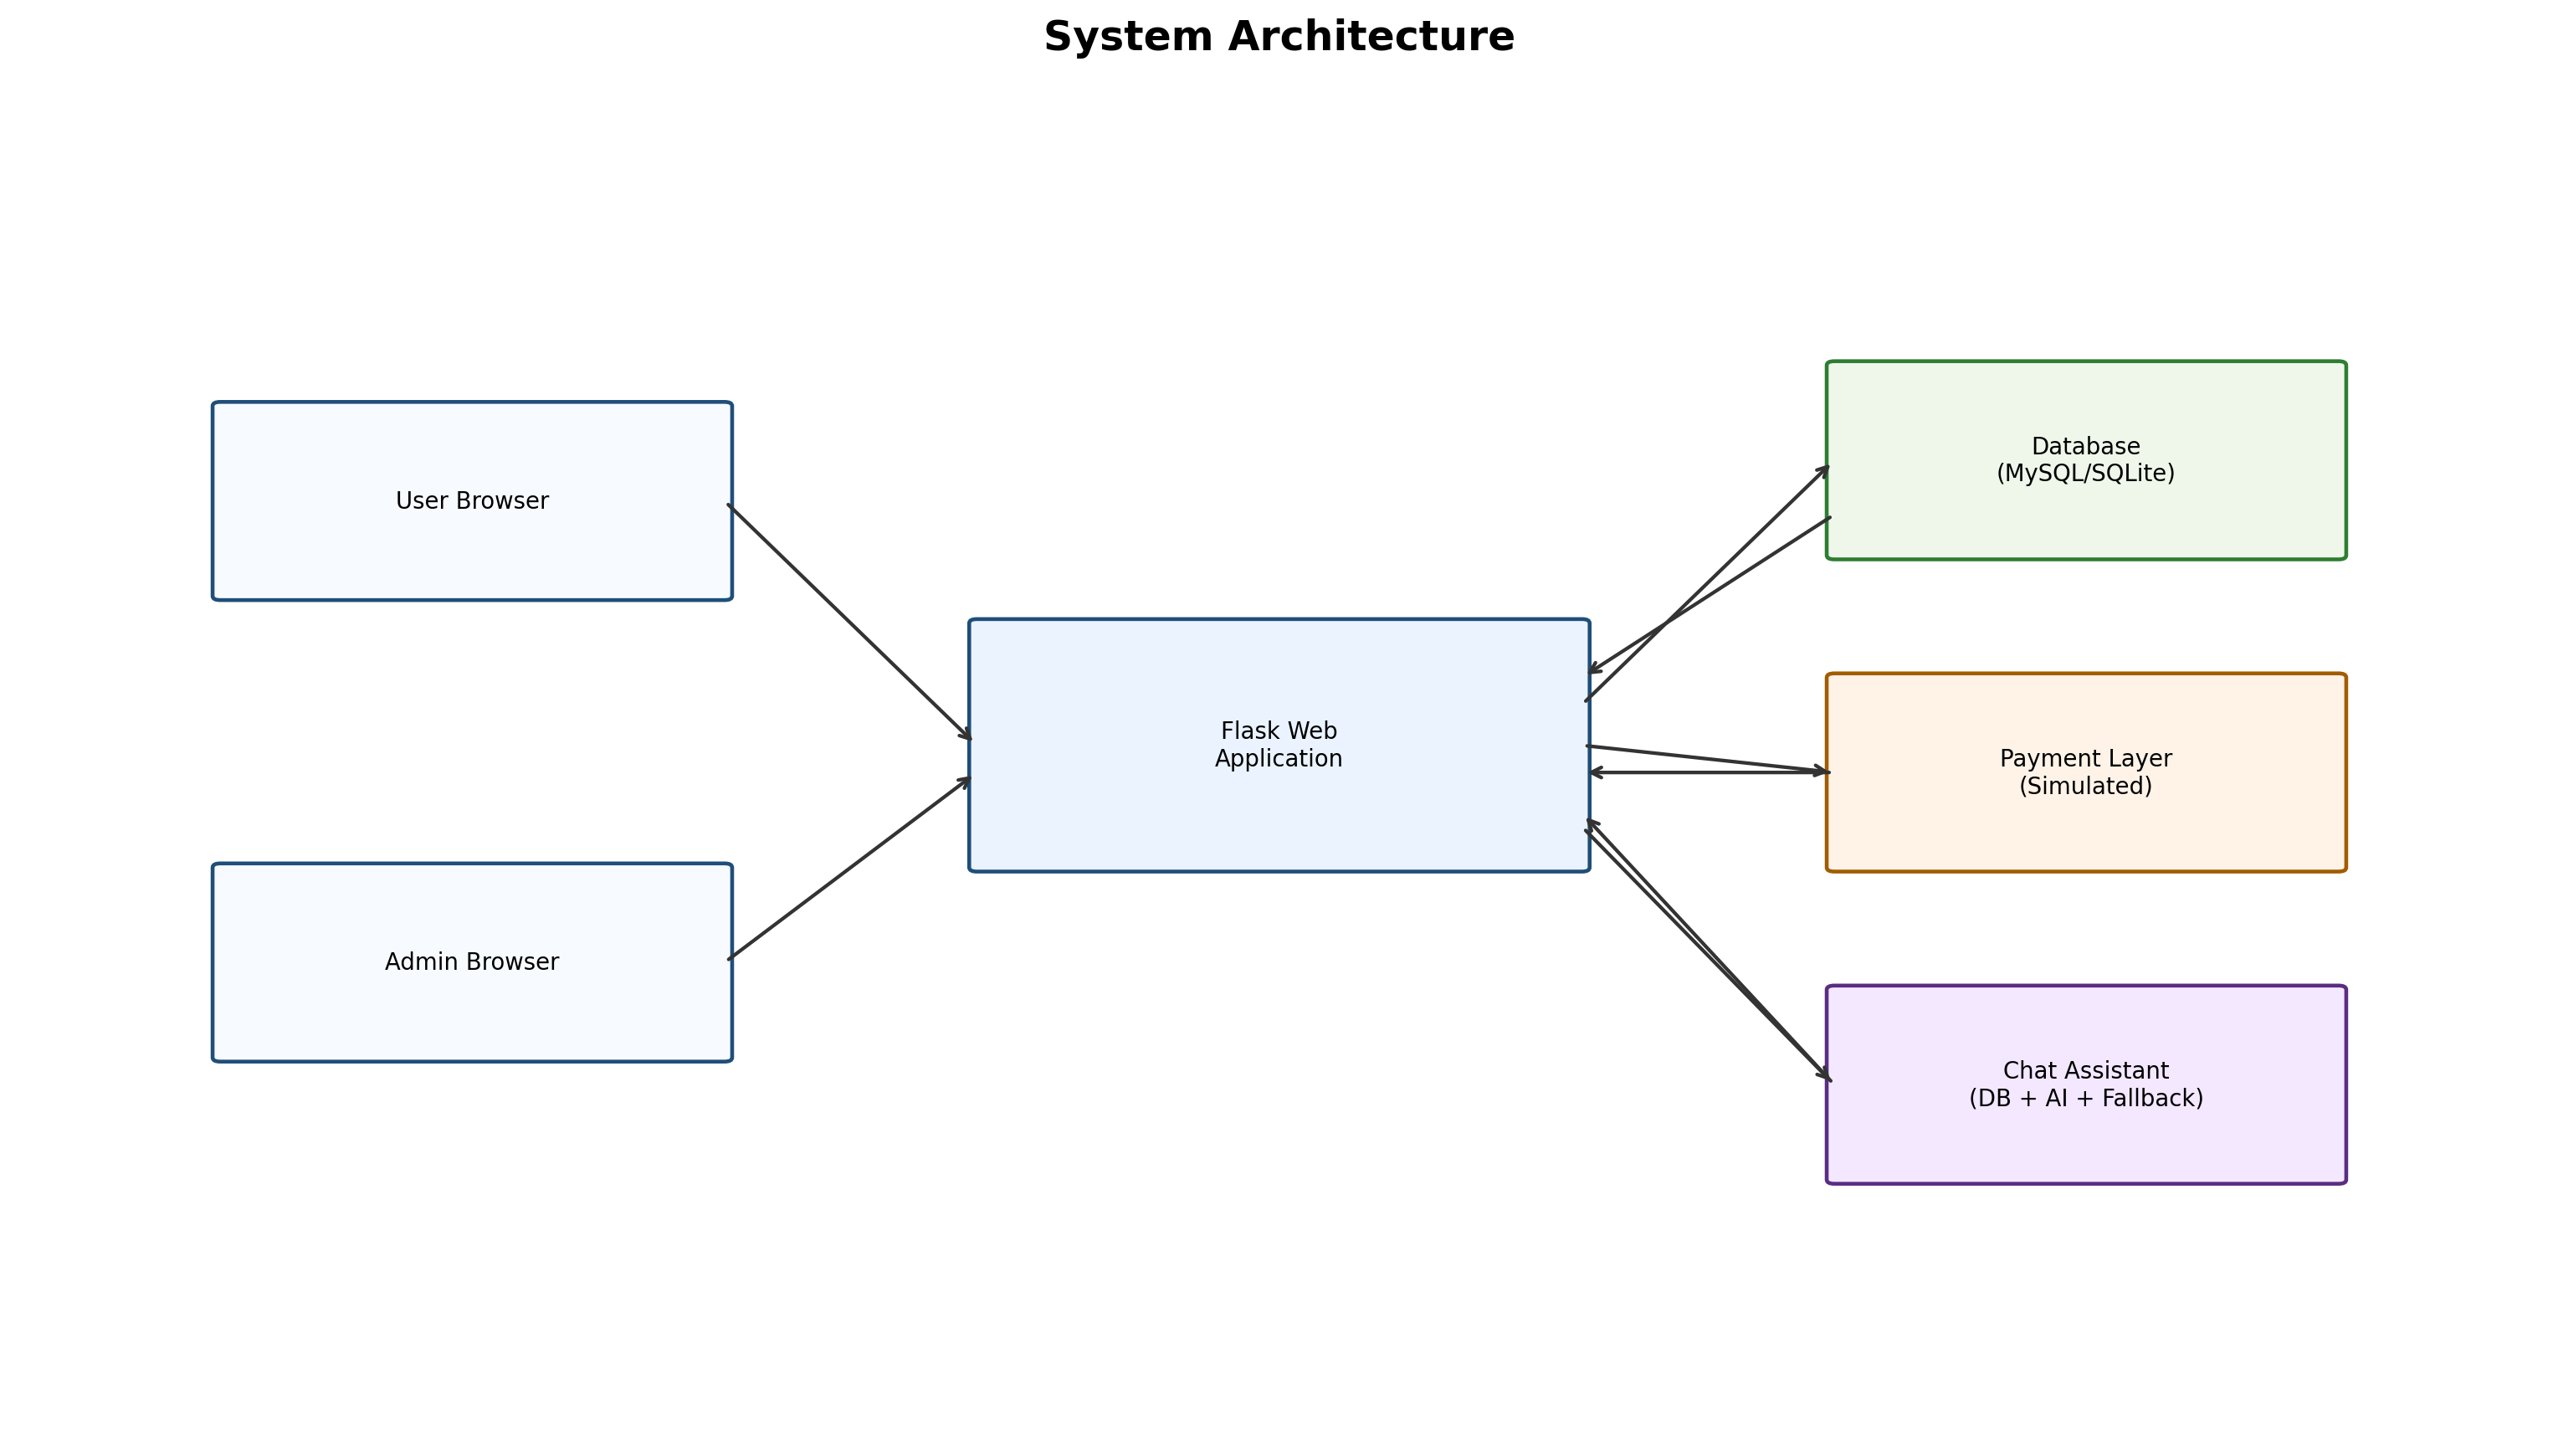 System Architecture
User Browser
Admin Browser
Flask Web
Application
Database
(MySQL/SQLite)
Payment Layer
(Simulated)
Chat Assistant
(DB + AI + Fallback)